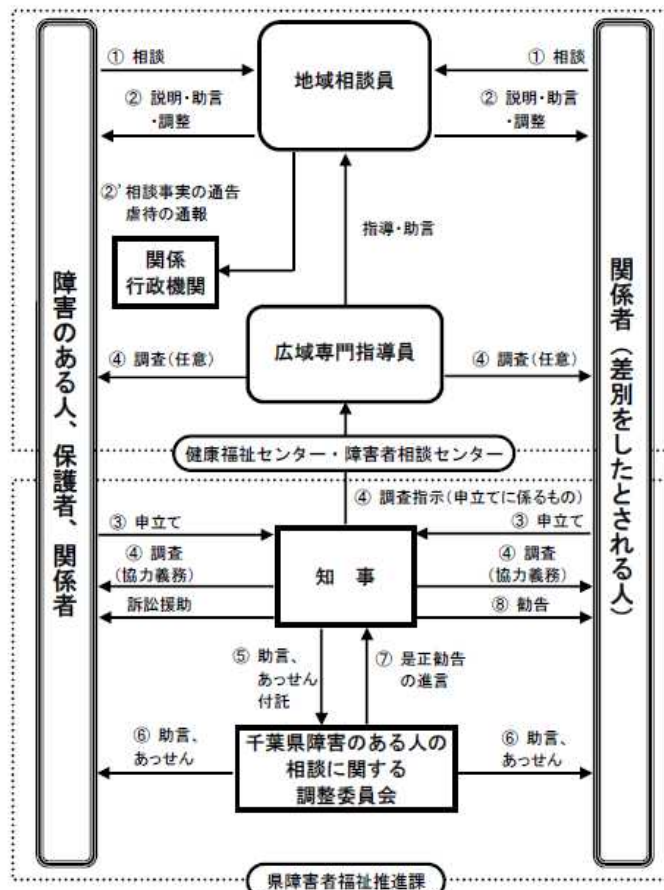 ① 相談
地域相談員
① 相談
② 説明・助言
・調整
② 説明・助言
・調整
②' 相談事実の通告
虐待の通報
指導・助言
関係
行政機関
障害のある人、保護者、関係者
関係者（差別をしたとされる人）
広域専門指導員
④ 調査(任意)
④ 調査(任意)
健康福祉センター・障害者相談センター
④ 調査指示(申立てに係るもの)
③ 申立て
③ 申立て
④ 調査
(協力義務)
知 事
④ 調査
(協力義務)
訴訟援助
⑧ 勧告
⑤ 助言、
あっせん
付託
⑦ 是正勧告
の進言
⑥ 助言、
あっせん
千葉県障害のある人の
相談に関する
調整委員会
⑥ 助言、
あっせん
県障害者福祉推進課